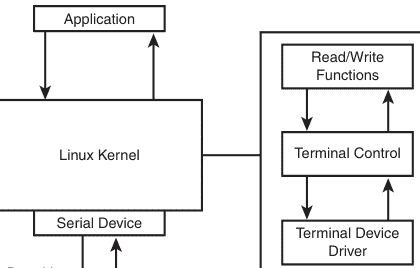 Application
Read/Write
Functions
Linux Kernel
Terminal Control
Serial Device
Terminal Device
Driver